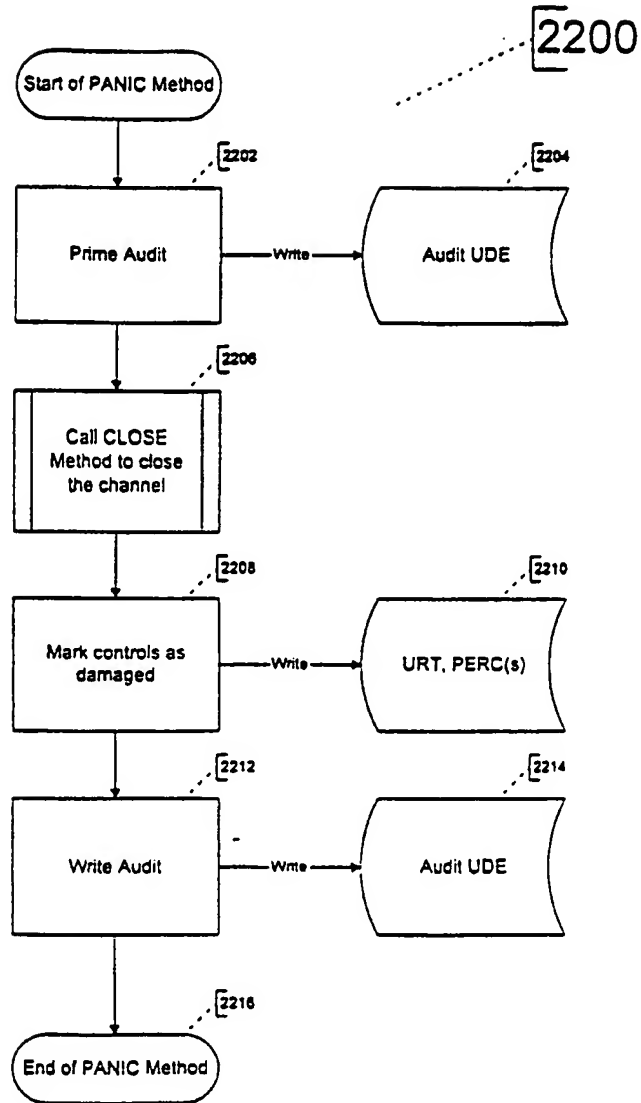 2200
Start of PANIC Method
2202
2204
Prime Audit
Write
Audit UDE
2206
Call CLOSE
Method to close
the channel
2208
2210
Mark controls as
damaged
Write
URT, PERC(s)
2212
2214
Write Audit
Write
Audit UDE
2216
End of PANIC Method